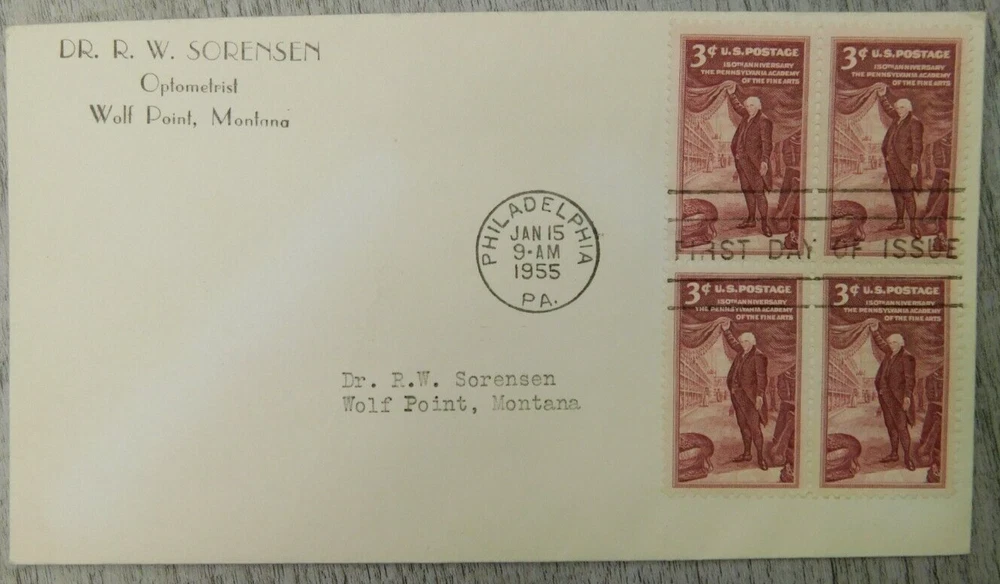 DR. R. W. SORENSEN
Optometrist
Wolf Point, Montana
3¢ U.S. POSTAGE
150TH ANNIVERSARY
THE PENNSYLVANIA ACADEMY
OF THE FINE ARTS
3¢ U.S. POSTAGE
150TH ANNIVERSARY
THE PENNSYLVANIA ACADEMY
OF THE FINE ARTS
PHILADELPHIA
JAN 15
9-AM
1955
PA.
FIRST DAY OF ISSUE
3¢ U.S. POSTAGE
150TH ANNIVERSARY
THE PENNSYLVANIA ACADEMY
OF THE FINE ARTS
3¢ U.S. POSTAGE
150TH ANNIVERSARY
THE PENNSYLVANIA ACADEMY
OF THE FINE ARTS
Dr. R.W. Sorensen
Wolf Point, Montana